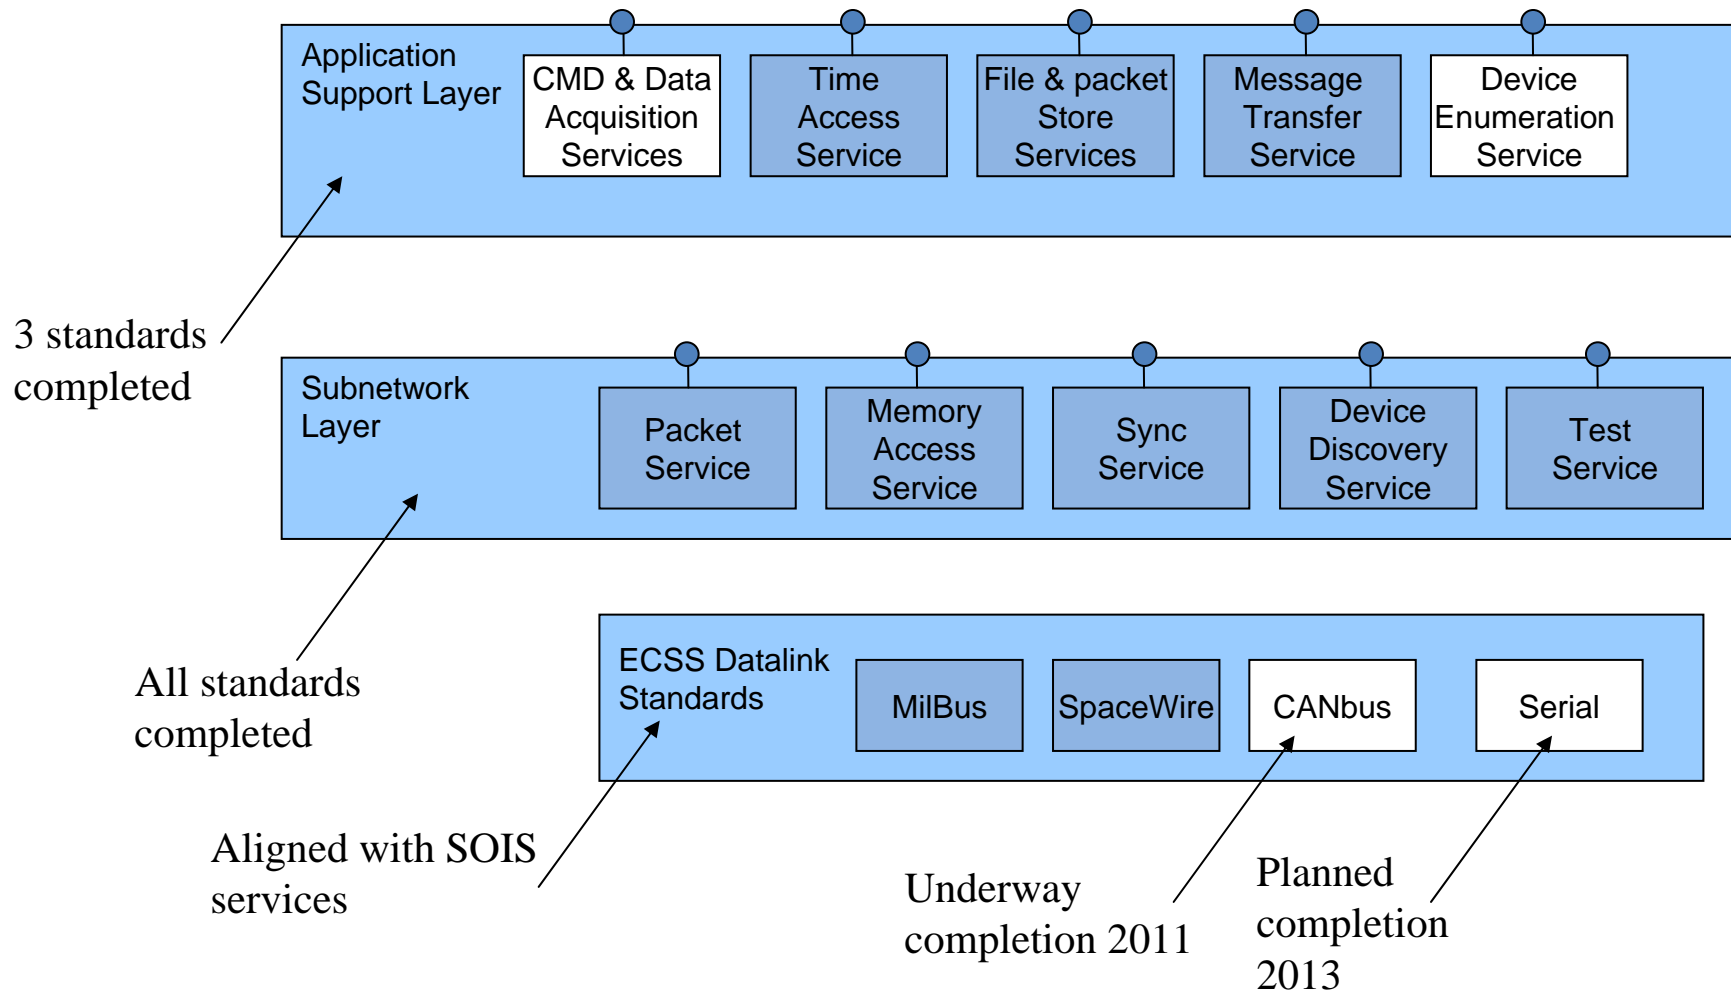 Application
Support Layer
CMD & Data
Acquisition
Services
Time
Access
Service
File & packet
Store
Services
Message
Transfer
Service
Device
Enumeration
Service
3 standards
completed
Subnetwork
Layer
Packet
Service
Memory
Access
Service
Sync
Service
Device
Discovery
Service
Test
Service
All standards
completed
ECSS Datalink
Standards
MilBus
SpaceWire
CANbus
Serial
Aligned with SOIS
services
Underway
completion 2011
Planned
completion
2013